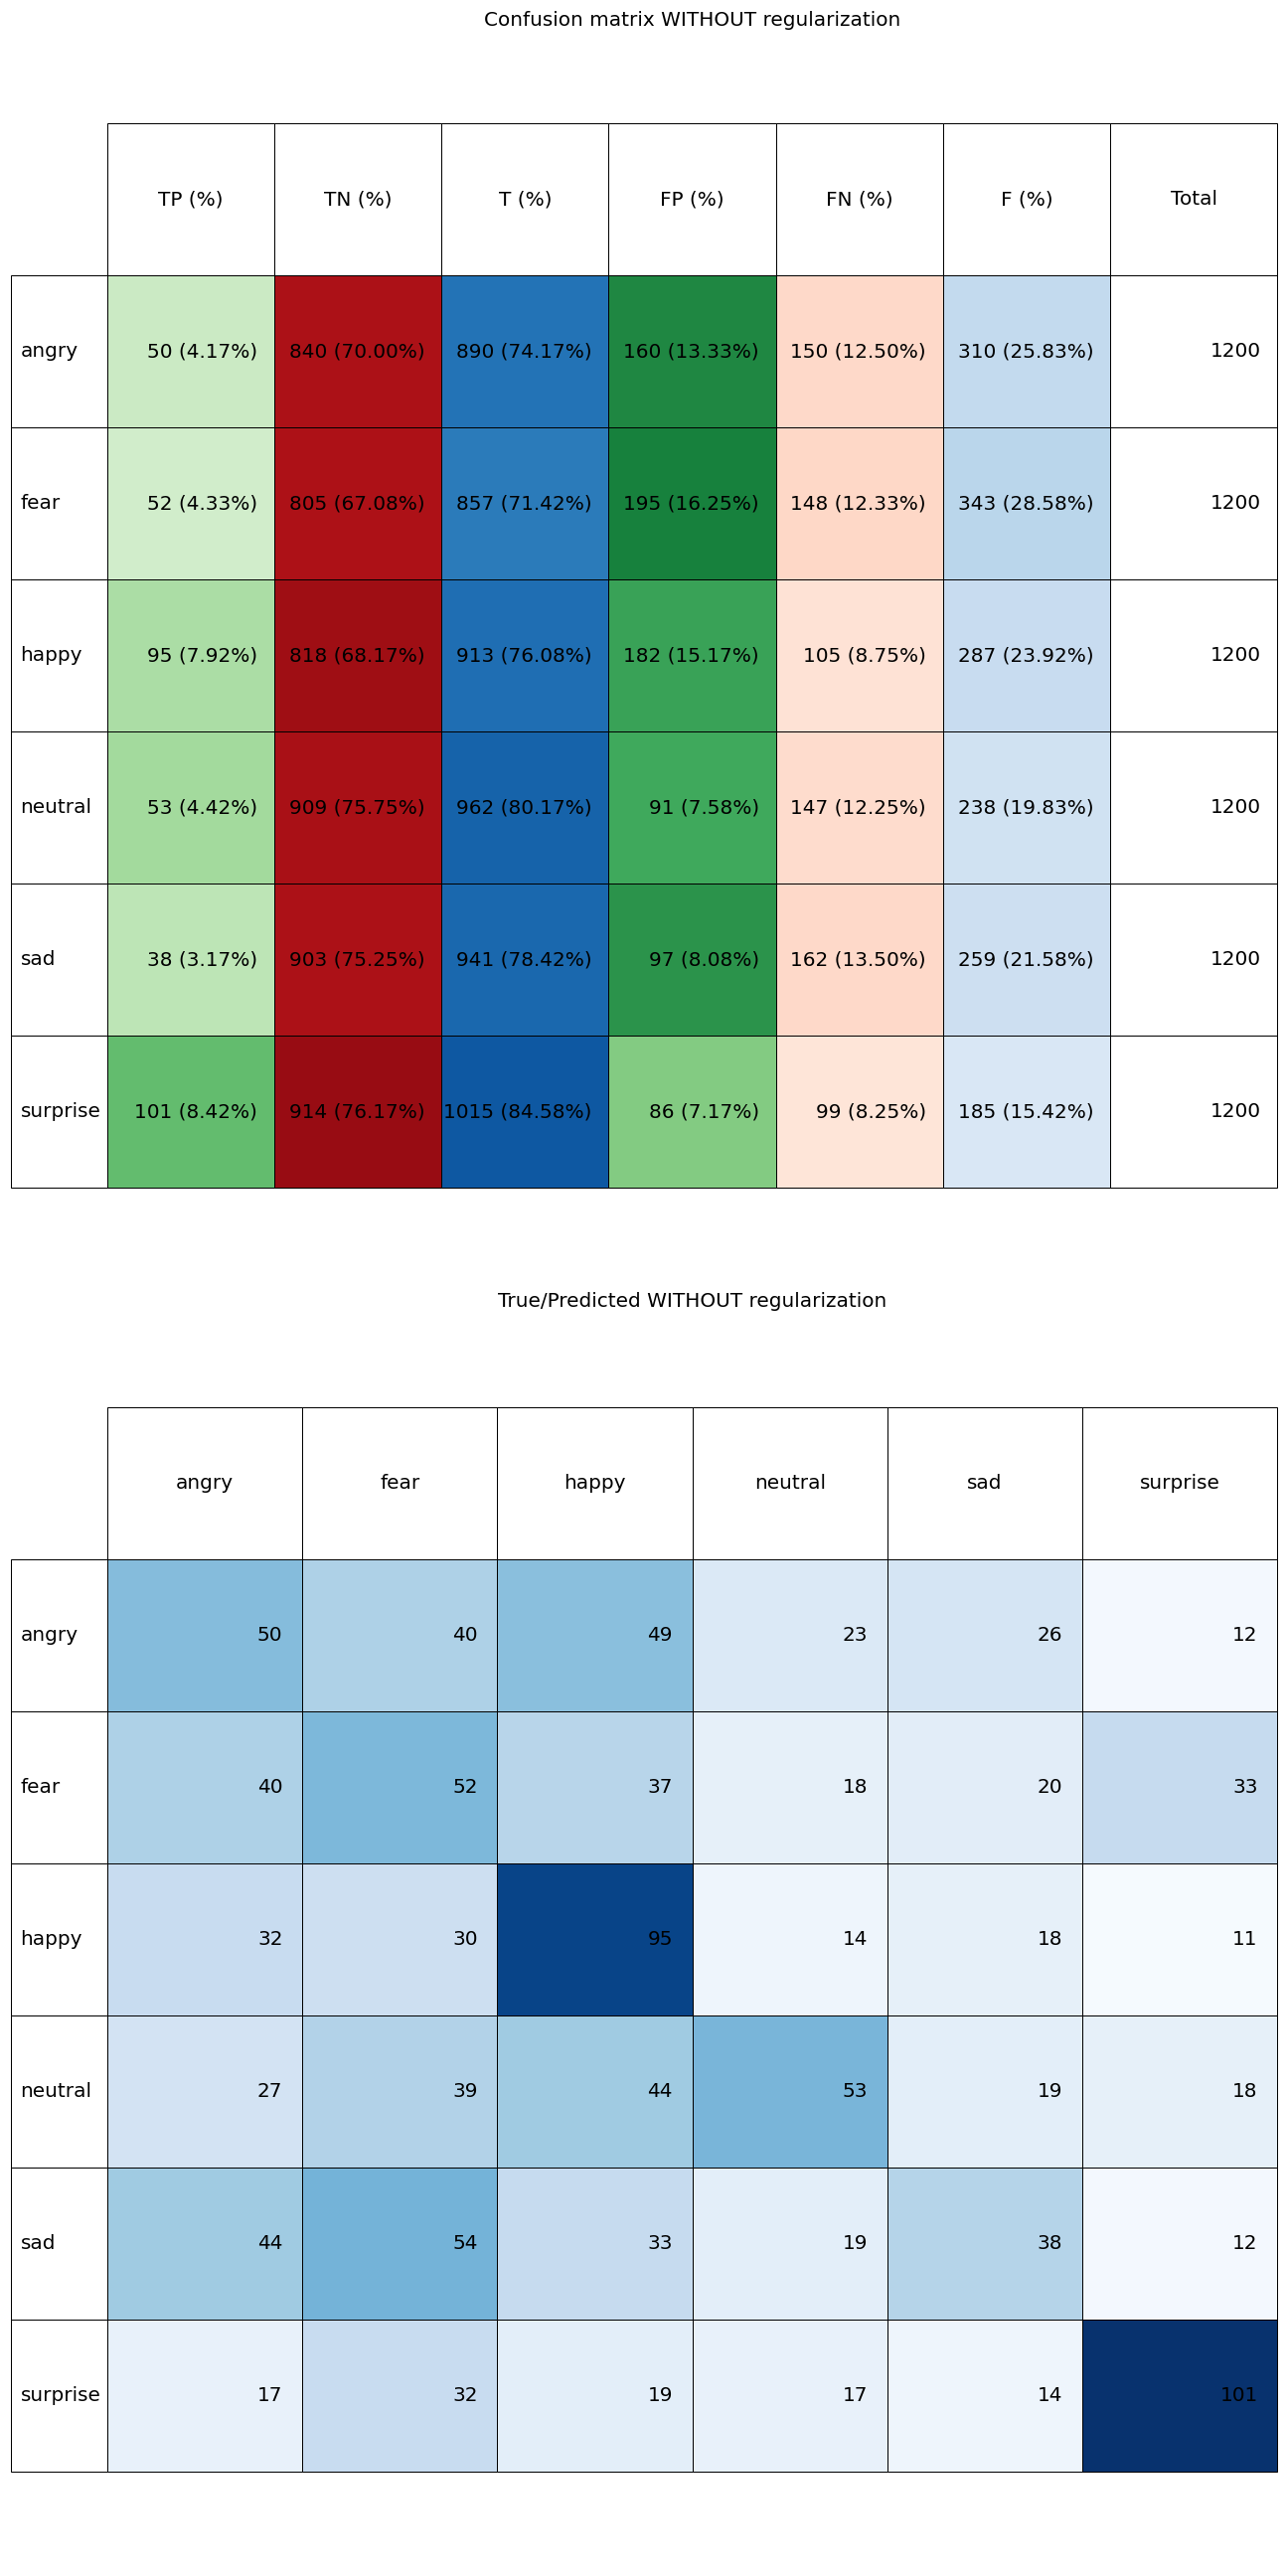 Confusion matrix WITHOUT regularization
TP (%) TN (%) T (%) FP (%) FN (%) F (%) Total
angry 50 (4.17%) 840 (70.00%) 890 (74.17%) 160 (13.33%) 150 (12.50%) 310 (25.83%) 1200
fear 52 (4.33%) 805 (67.08%) 857 (71.42%) 195 (16.25%) 148 (12.33%) 343 (28.58%) 1200
happy 95 (7.92%) 818 (68.17%) 913 (76.08%) 182 (15.17%) 105 (8.75%) 287 (23.92%) 1200
neutral 53 (4.42%) 909 (75.75%) 962 (80.17%) 91 (7.58%) 147 (12.25%) 238 (19.83%) 1200
sad 38 (3.17%) 903 (75.25%) 941 (78.42%) 97 (8.08%) 162 (13.50%) 259 (21.58%) 1200
surprise 101 (8.42%) 914 (76.17%) 1015 (84.58%) 86 (7.17%) 99 (8.25%) 185 (15.42%) 1200
True/Predicted WITHOUT regularization
angry fear happy neutral sad surprise
angry 50 40 49 23 26 12
fear 40 52 37 18 20 33
happy 32 30 95 14 18 11
neutral 27 39 44 53 19 18
sad 44 54 33 19 38 12
surprise 17 32 19 17 14 101